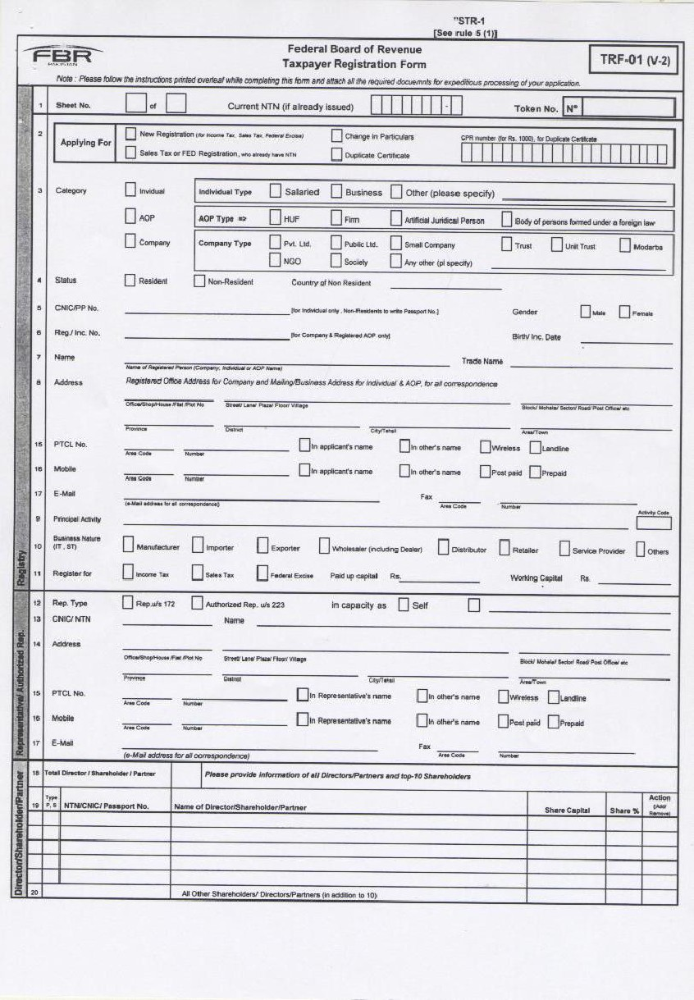 "STR-1
[See rule 5 (1)]
FBR
PAKISTAN
Federal Board of Revenue
Taxpayer Registration Form
TRF-01 (V-2)
Note : Please follow the instructions printed overleaf while completing this form and attach all the required docuemnts for expeditious processing of your application.
Registry
1 Sheet No. of Current NTN (if already issued) - Token No. N°
2 Applying For New Registration (for Income Tax, Sales Tax, Federal Excise) Change in Particulars CPR number (for Rs. 1000), for Duplicate Certificate
Sales Tax or FED Registration, who already have NTN Duplicate Certificate
3 Category Invidual Individual Type Salaried Business Other (please specify)
AOP AOP Type => HUF Firm Artificial Juridical Person Body of persons formed under a foreign law
Company Company Type Pvt. Ltd. Public Ltd. Small Company Trust Unit Trust Modarba
NGO Society Any other (pl specify)
4 Status Resident Non-Resident Country of Non Resident
5 CNIC/PP No. [for Individual only , Non-Residents to write Passport No.] Gender Male Female
6 Reg./ Inc. No. [for Company & Registered AOP only] Birth/ Inc. Date
7 Name Trade Name
Name of Registered Person (Company, Individual or AOP Name)
8 Address Registered Office Address for Company and Mailing/Business Address for Individual & AOP, for all correspondence
Office/Shop/House /Flat /Plot No Street/ Lane/ Plaza/ Floor/ Village Block/ Mohala/ Sector/ Road/ Post Office/ etc
Province District City/Tehsil Area/Town
15 PTCL No. In applicant's name In other's name Wireless Landline
Area Code Number
16 Mobile In applicant's name In other's name Post paid Prepaid
Area Code Number
17 E-Mail Fax
(e-Mail address for all correspondence) Area Code Number
Activity Code
9 Principal Activity
10 Business Nature (IT , ST) Manufacturer Importer Exporter Wholesaler (including Dealer) Distributor Retailer Service Provider Others
11 Register for Income Tax Sales Tax Federal Excise Paid up capital Rs. Working Capital Rs.
Representative/ Authorized Rep.
12 Rep. Type Rep.u/s 172 Authorized Rep. u/s 223 in capacity as Self
13 CNIC/ NTN Name
14 Address
Office/Shop/House /Flat /Plot No Street/ Lane/ Plaza/ Floor/ Village Block/ Mohala/ Sector/ Road/ Post Office/ etc
Province District City/Tehsil Area/Town
15 PTCL No. In Representative's name In other's name Wireless Landline
Area Code Number
16 Mobile In Representative's name In other's name Post paid Prepaid
Area Code Number
17 E-Mail Fax
(e-Mail address for all correspondence) Area Code Number
Director/Shareholder/Partner
18 Total Director / Shareholder / Partner Please provide information of all Directors/Partners and top-10 Shareholders
19 Type P, S NTN/CNIC/ Passport No. Name of Director/Shareholder/Partner Share Capital Share % Action (Add/ Remove)
20 All Other Shareholders/ Directors/Partners (in addition to 10)